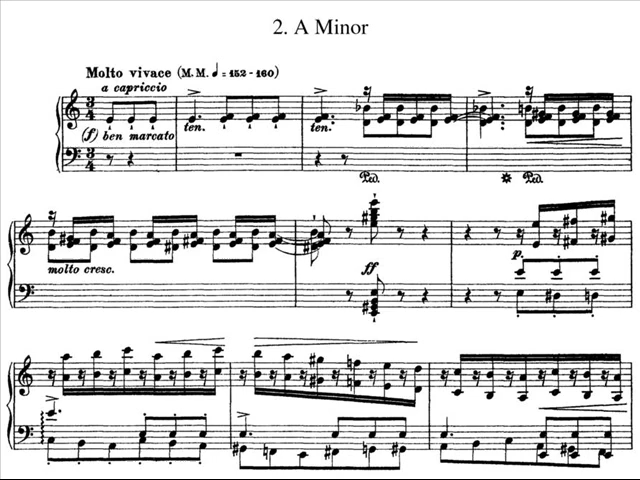 2. A Minor
Molto vivace (M.M. ♩ = 152 - 160)
a capriccio
(f) ben marcato
ten.
ten.
Ped.
Ped.
molto cresc.
ff
p.